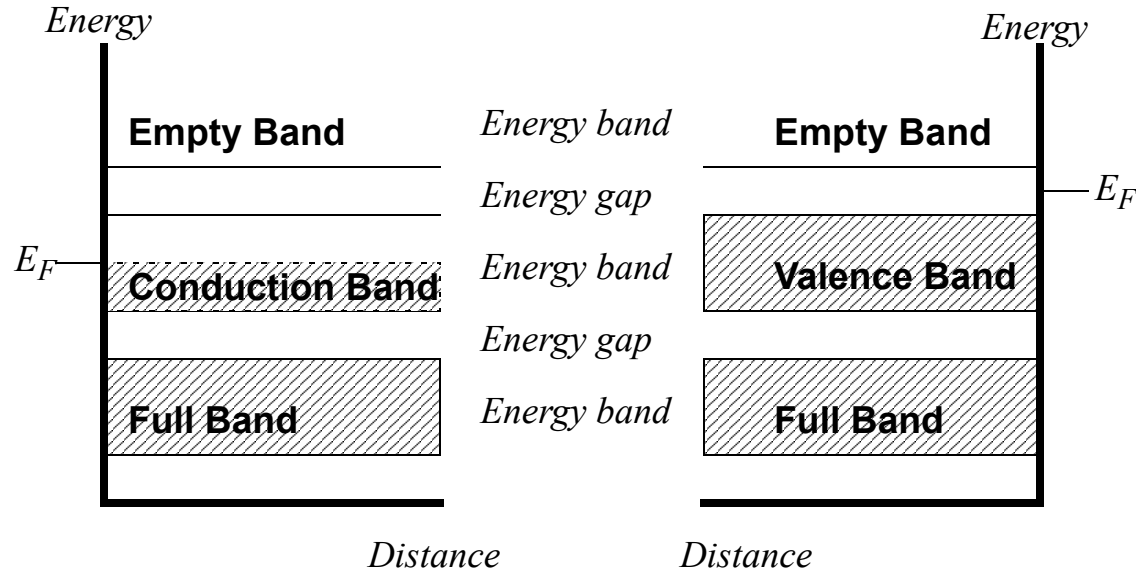 Energy
Energy
Empty Band
Energy band
Empty Band
Energy gap
E_F
E_F
Conduction Band
Energy band
Valence Band
Energy gap
Full Band
Energy band
Full Band
Distance
Distance